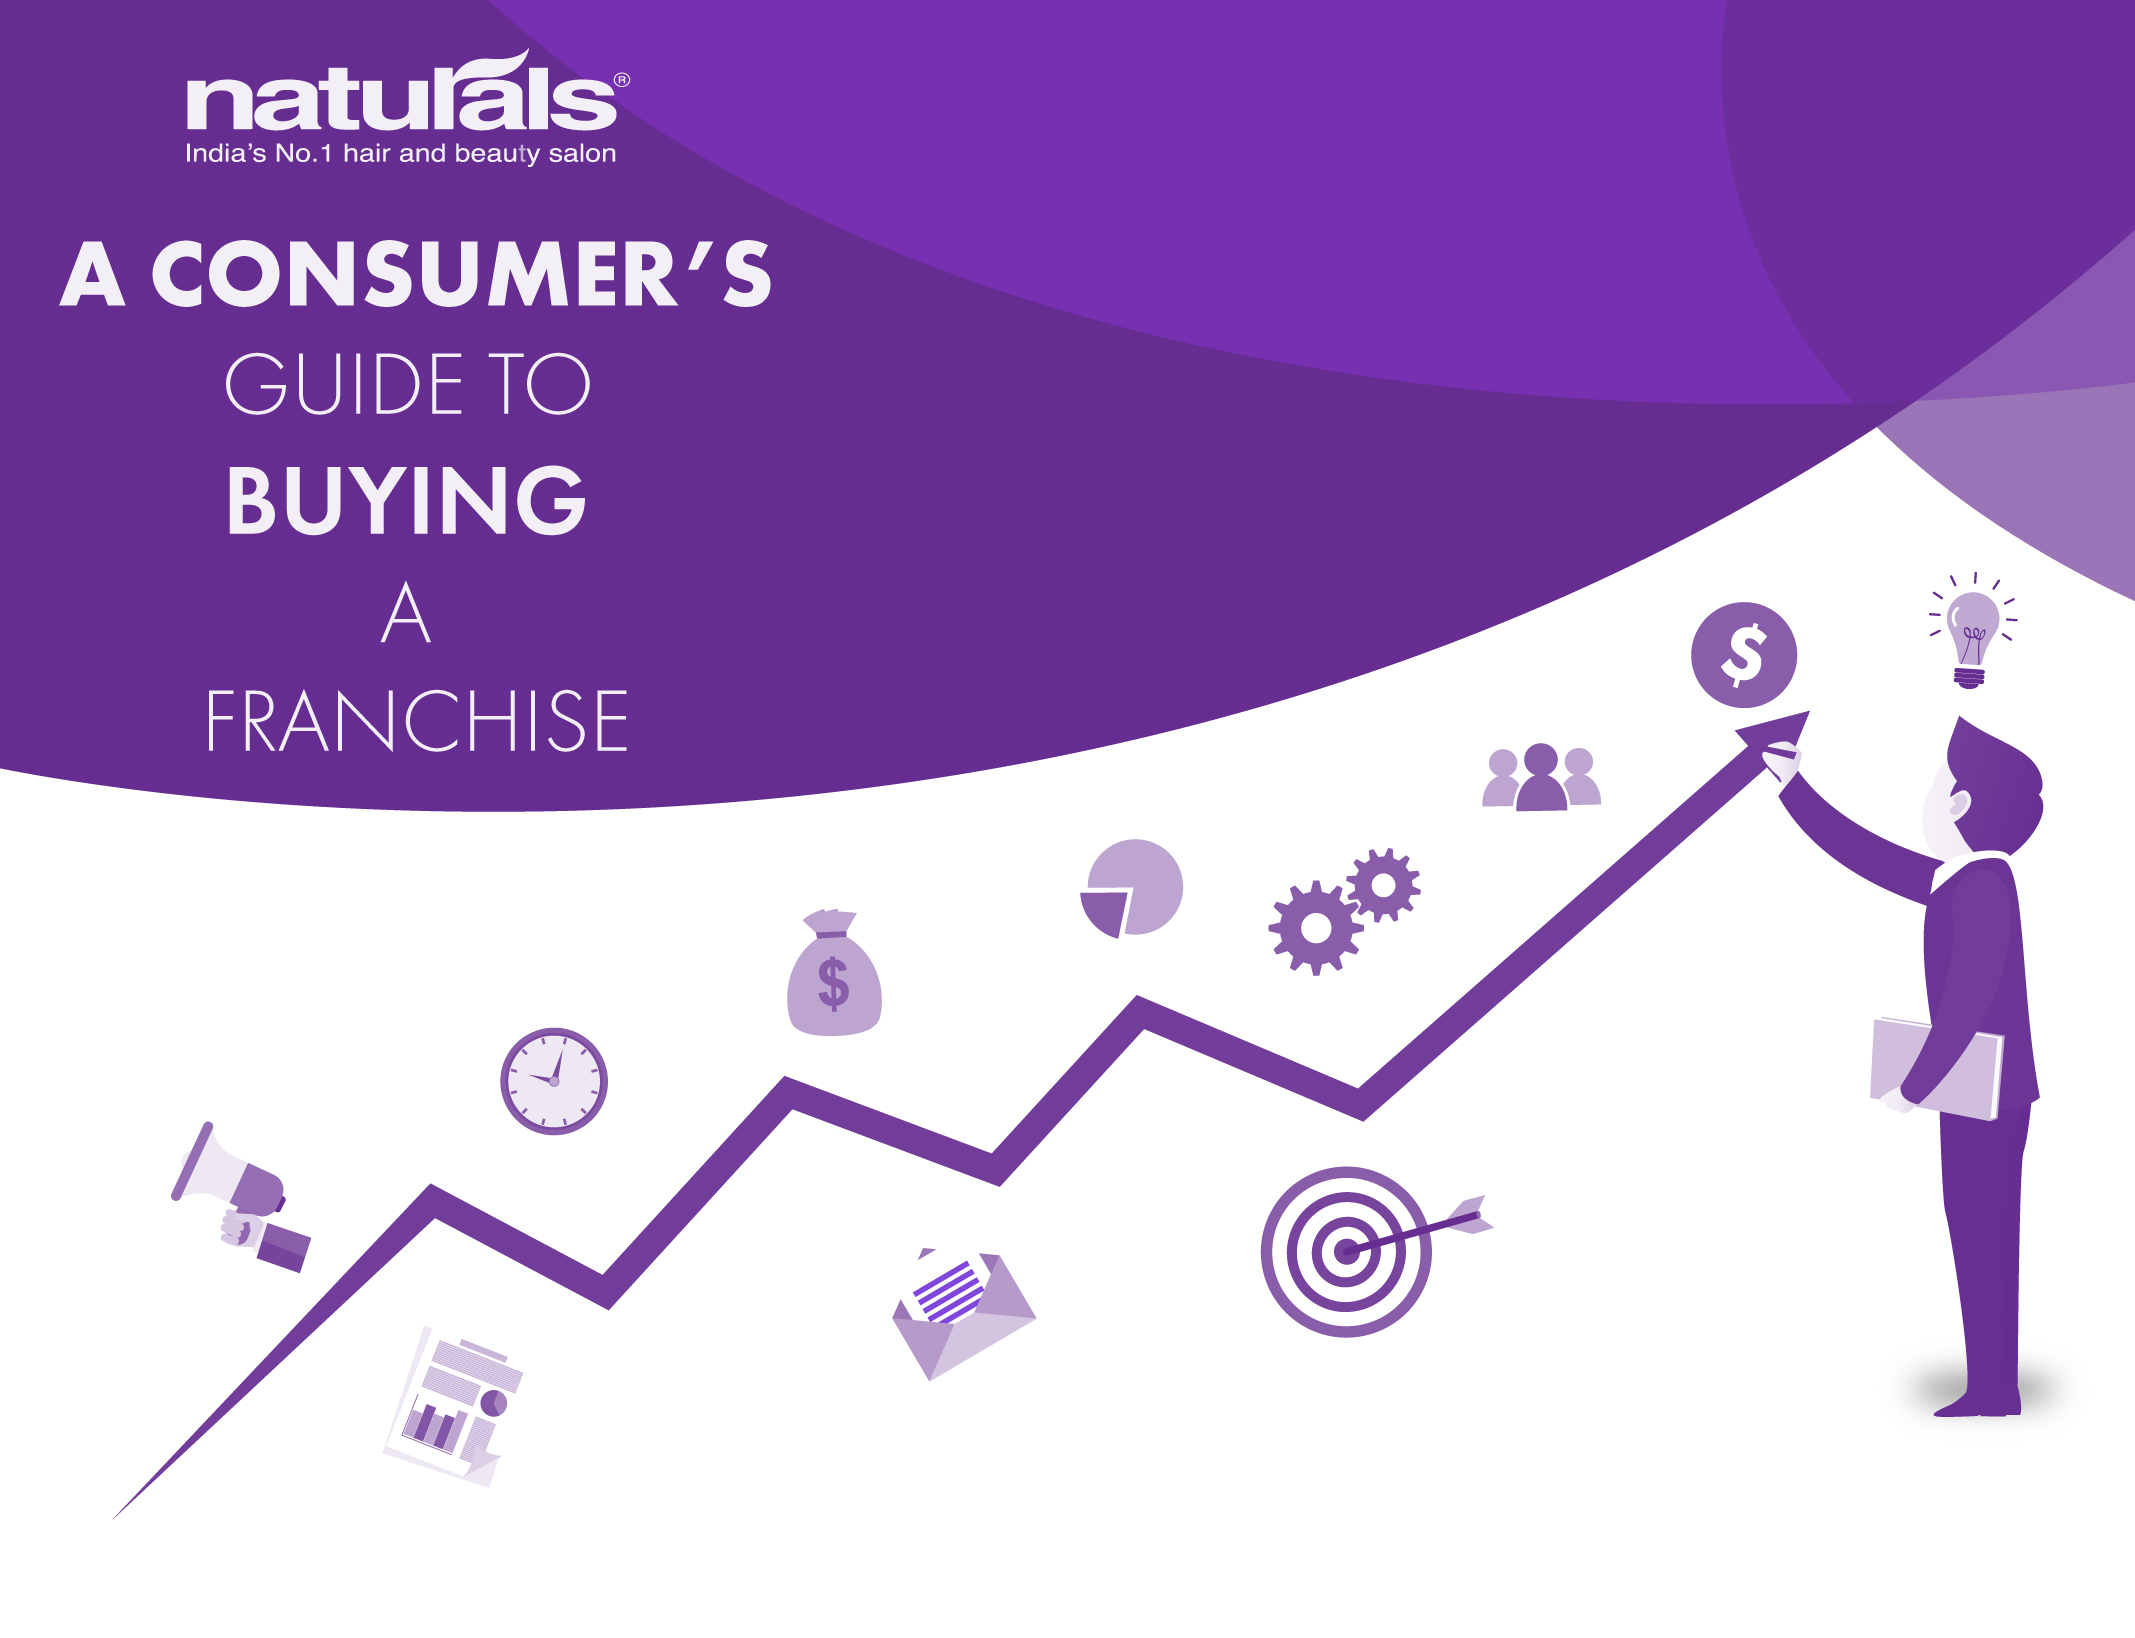 naturals®
India's No.1 hair and beauty salon
A CONSUMER'S
GUIDE TO
BUYING
A
FRANCHISE
$
$